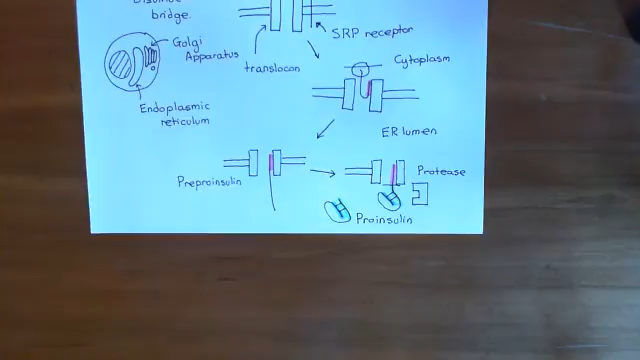 bridge.
SRP receptor
Golgi
Apparatus
translocon
Cytoplasm
Endoplasmic
reticulum
ER lumen
Preproinsulin
Protease
Proinsulin